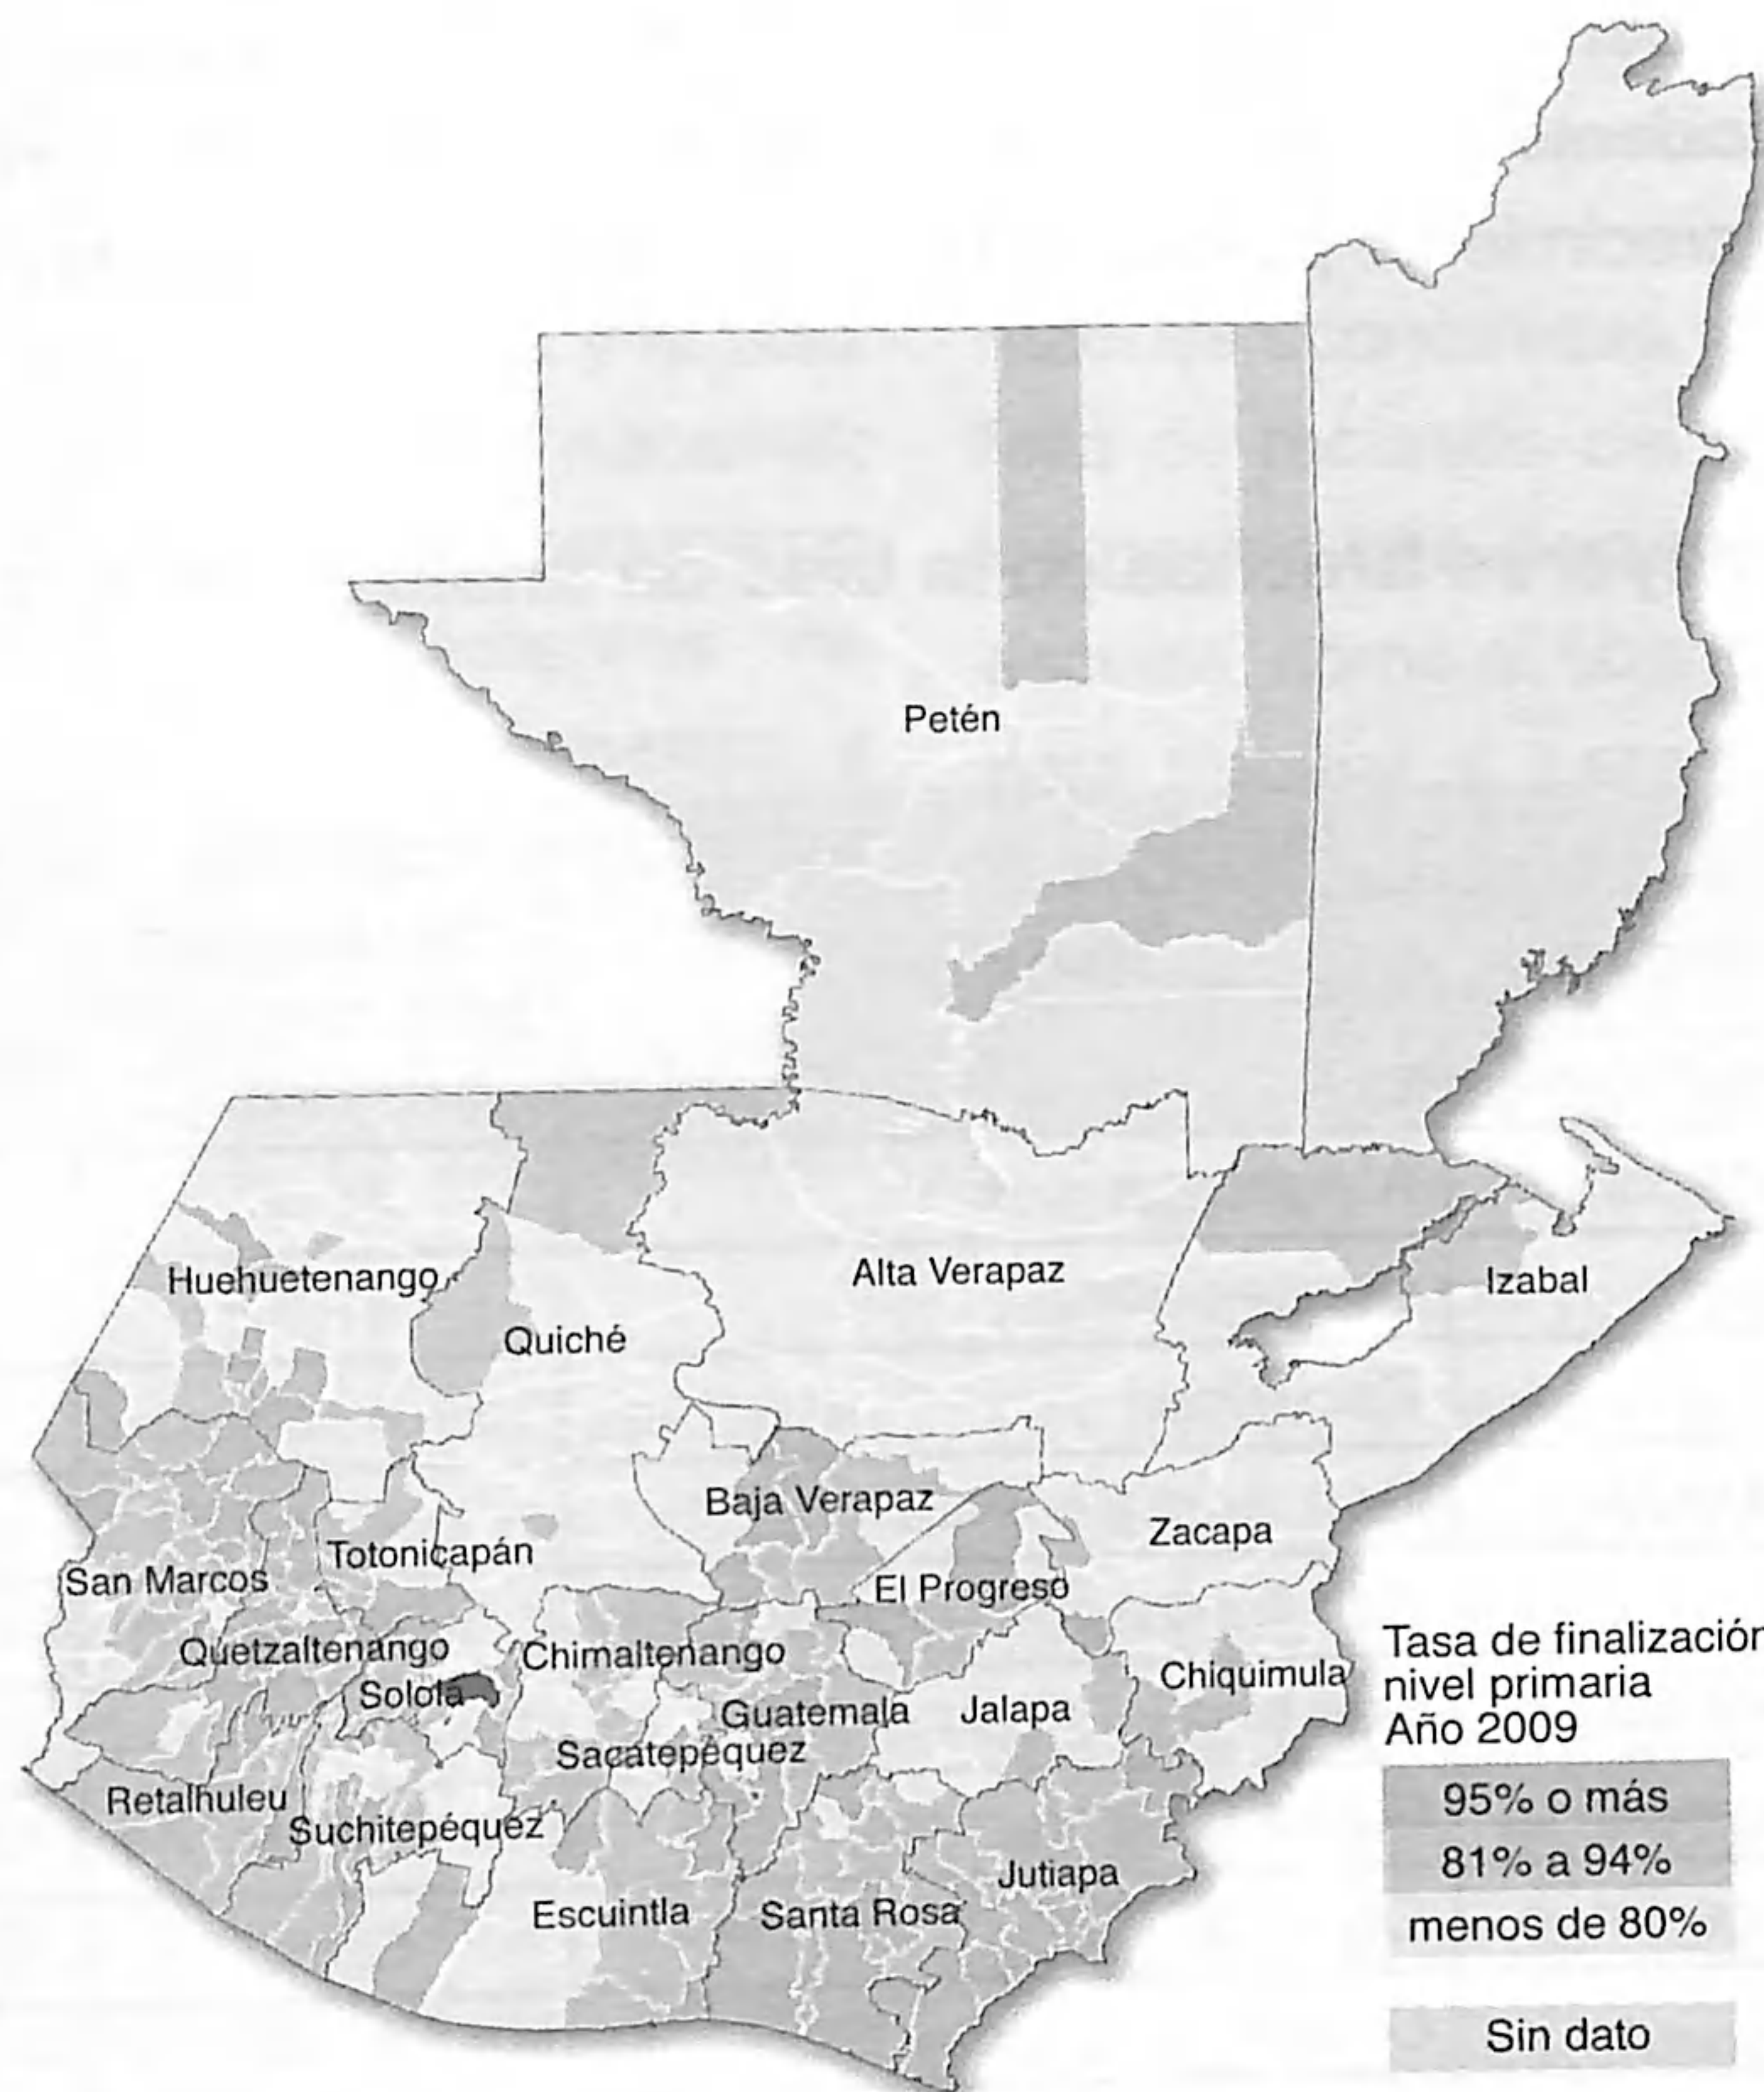 Petén
Huehuetenango
Alta Verapaz
Izabal
Quiché
Baja Verapaz
Zacapa
Totonicapán
San Marcos
El Progreso
Quetzaltenango
Chimaltenango
Chiquimula
Sololá
Guatemala
Jalapa
Sacatepéquez
Retalhuleu
Suchitepéquez
Jutiapa
Escuintla
Santa Rosa
Tasa de finalización
nivel primaria
Año 2009
95% o más
81% a 94%
menos de 80%
Sin dato